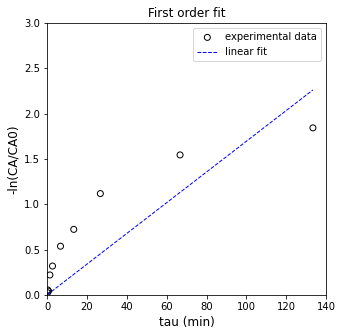 First order fit
experimental data
linear fit
-ln(CA/CA0)
3.0
2.5
2.0
1.5
1.0
0.5
0.0
0 20 40 60 80 100 120 140
tau (min)